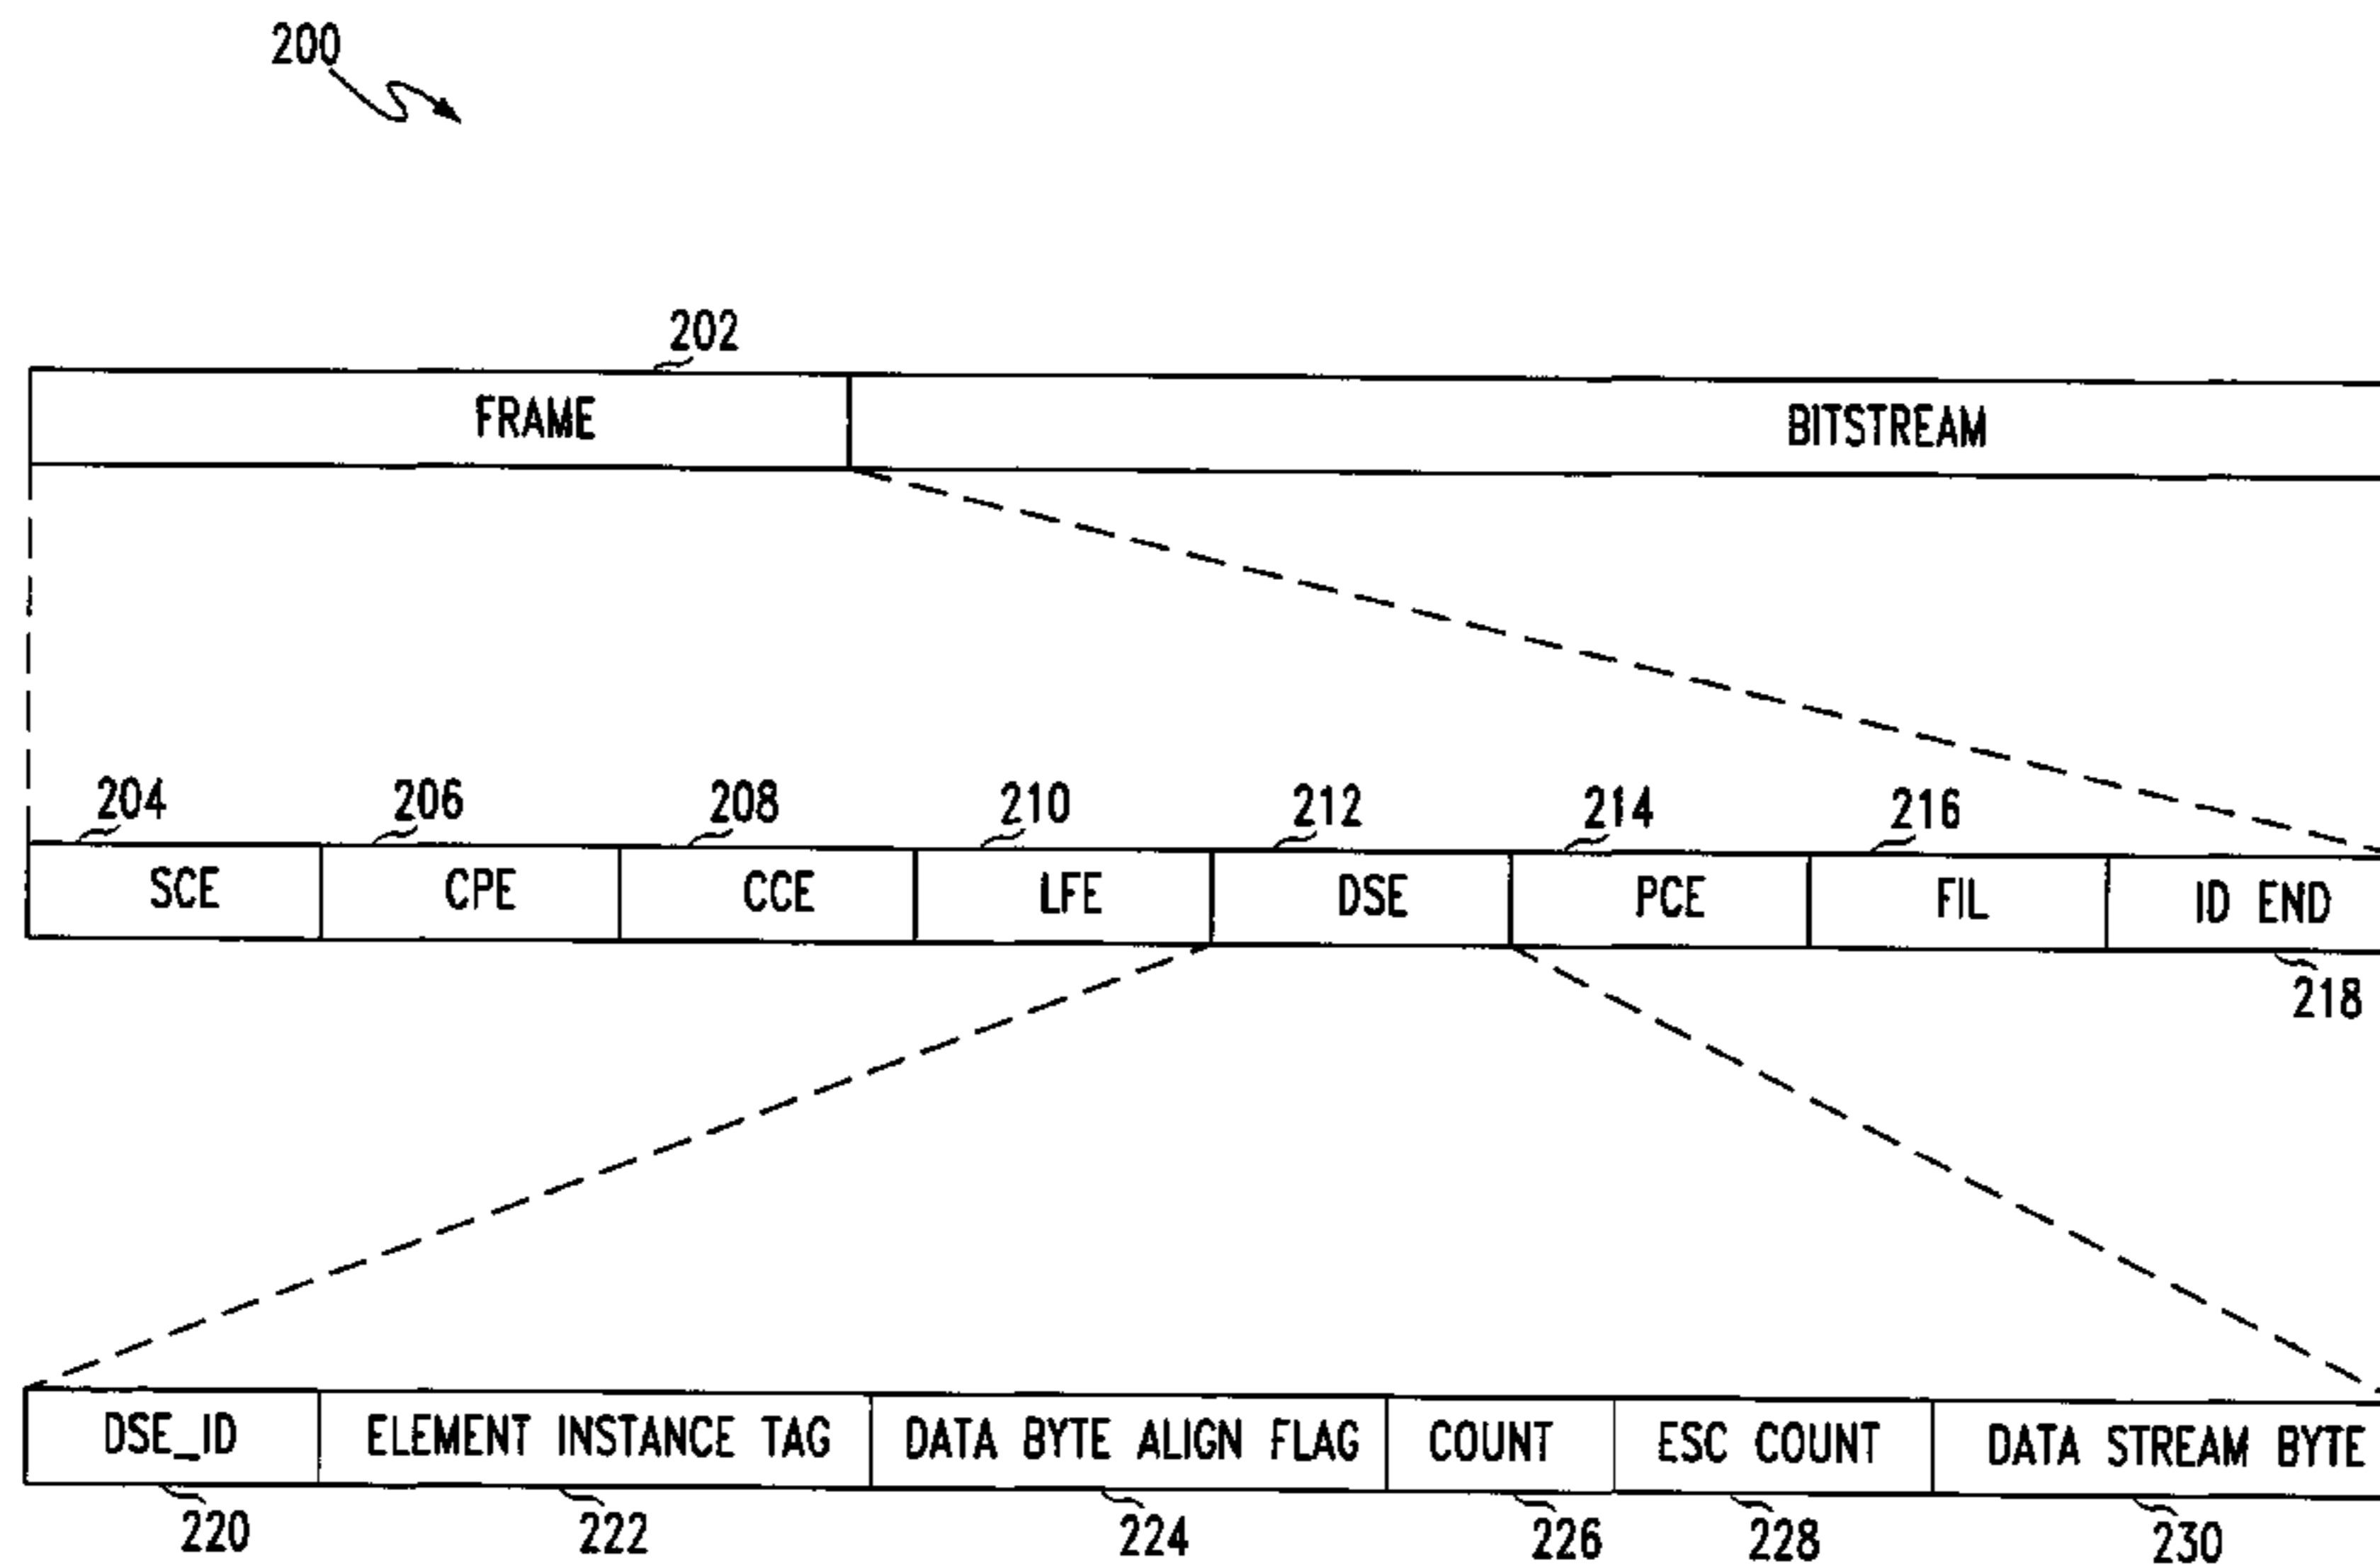 200
202
FRAME BITSTREAM
204 206 208 210 212 214 216
SCE CPE CCE LFE DSE PCE FIL ID END
218
DSE_ID ELEMENT INSTANCE TAG DATA BYTE ALIGN FLAG COUNT ESC COUNT DATA STREAM BYTE
220 222 224 226 228 230